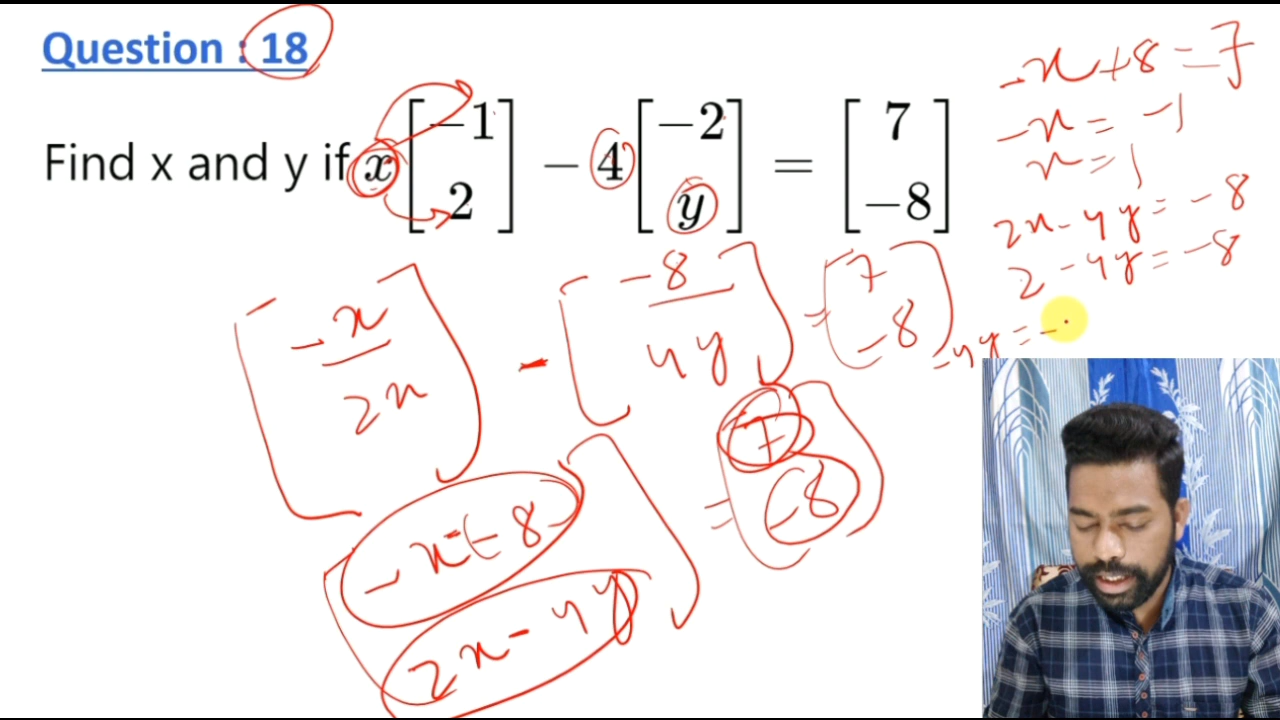 Question : 18
Find x and y if x [−1 2] − 4 [−2 y] = [7 −8]
[-x 2x] - [-8 4y] = [7 -8]
[-x-(-8) 2x-4y] = [7 -8]
-x+8=7
-x=-1
x=1
2x-4y=-8
2-4y=-8
-4y=-